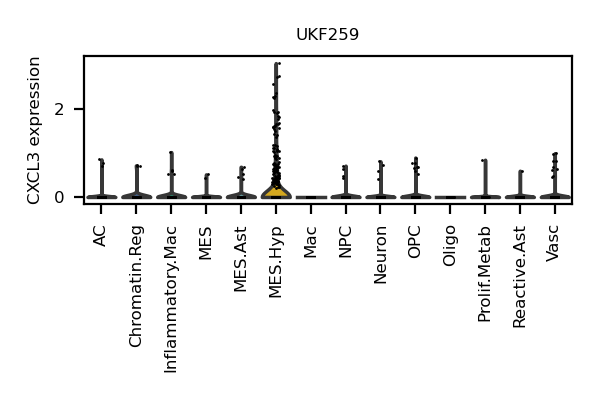 UKF259
CXCL3 expression
2
0
AC
Chromatin.Reg
Inflammatory.Mac
MES
MES.Ast
MES.Hyp
Mac
NPC
Neuron
OPC
Oligo
Prolif.Metab
Reactive.Ast
Vasc